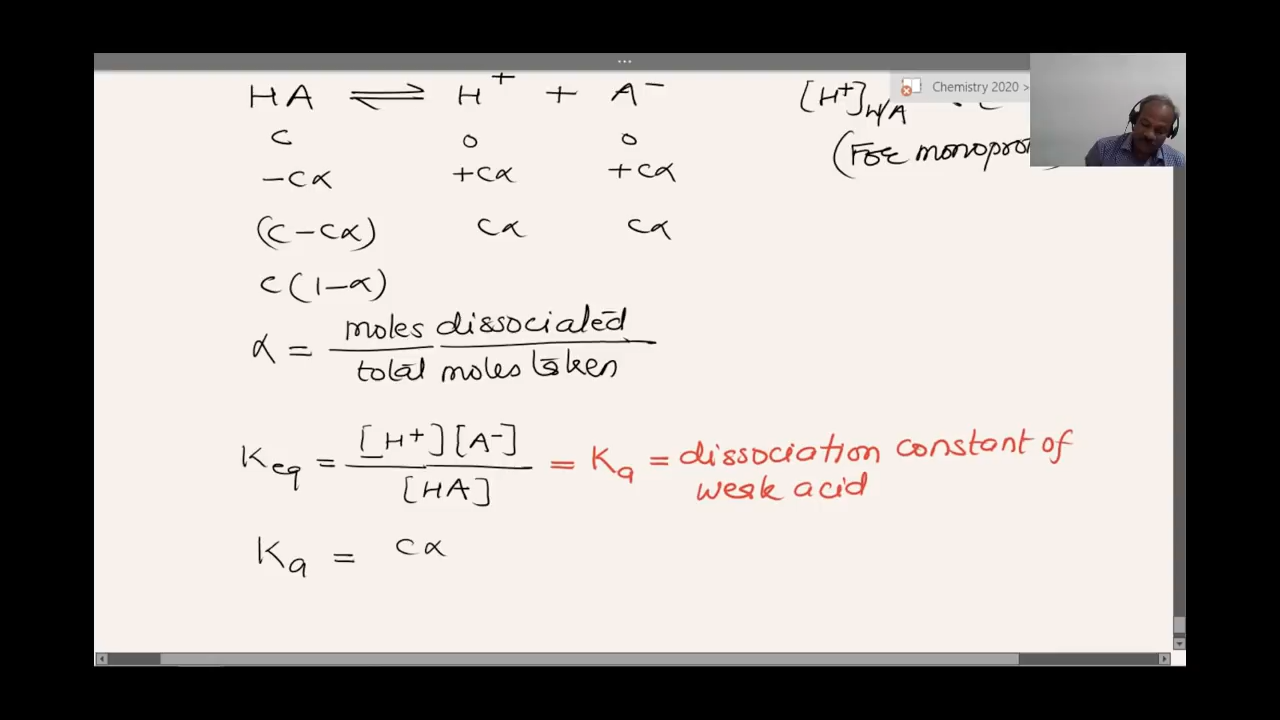 Chemistry 2020 >
HA ⇌ H⁺ + A⁻
[H⁺]W/A
(For
C 0 0
-Cα +Cα +Cα
(C-Cα) Cα Cα
C(1-α)
α = moles dissociated / total moles taken
Keq = [H⁺][A⁻] / [HA] = Ka = dissociation constant of
weak acid
Ka = Cα